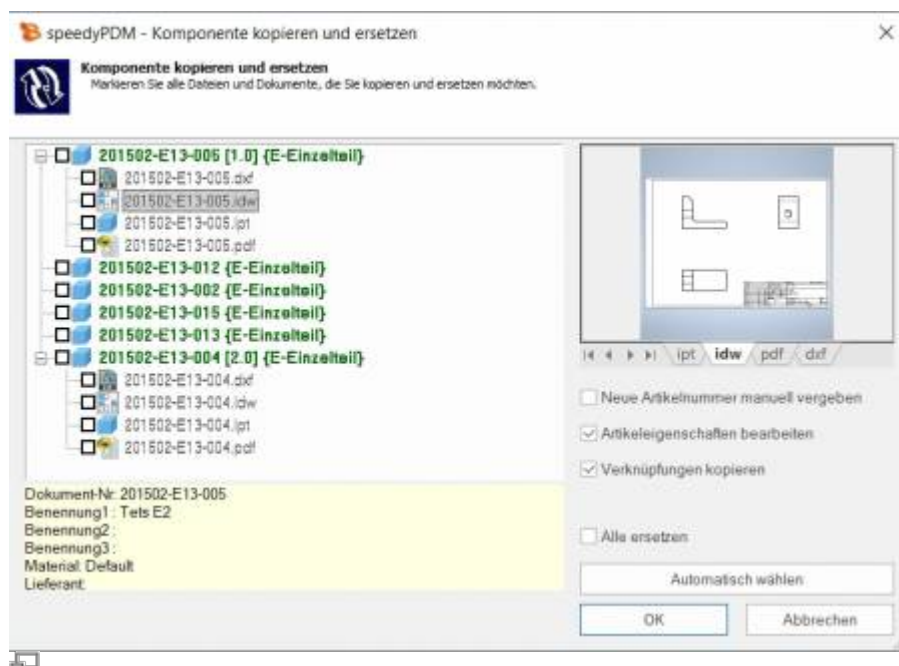 speedyPDM - Komponente kopieren und ersetzen
Komponente kopieren und ersetzen
Markieren Sie alle Dateien und Dokumente, die Sie kopieren und ersetzen möchten.
201502-E13-005 [1.0] {E-Einzelteil}
201502-E13-005.dxf
201502-E13-005.idw
201502-E13-005.ipt
201502-E13-005.pdf
201502-E13-012 {E-Einzelteil}
201502-E13-002 {E-Einzelteil}
201502-E13-015 {E-Einzelteil}
201502-E13-013 {E-Einzelteil}
201502-E13-004 [2.0] {E-Einzelteil}
201502-E13-004.dxf
201502-E13-004.idw
201502-E13-004.ipt
201502-E13-004.pdf
Dokument-Nr: 201502-E13-005
Benennung1 : Tets E2
Benennung2 :
Benennung3 :
Material: Default
Lieferant:
ipt idw pdf dxf
Neue Artikelnummer manuell vergeben
Artikeleigenschaften bearbeiten
Verknüpfungen kopieren
Alle ersetzen
Automatisch wählen
OK Abbrechen